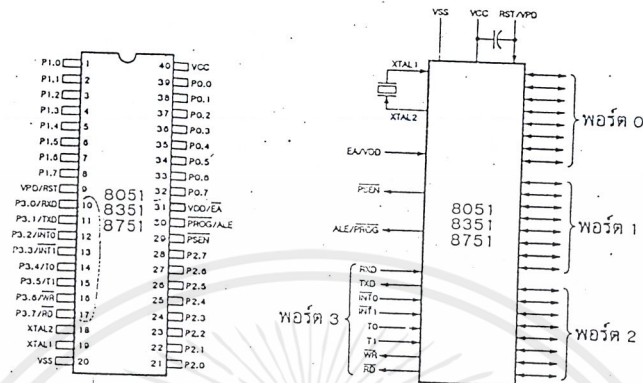 P1.0 1 40 VCC
P1.1 2 39 P0.0
P1.2 3 38 P0.1
P1.3 4 37 P0.2
P1.4 5 36 P0.3
P1.5 6 35 P0.4
P1.6 7 34 P0.5
P1.7 8 33 P0.6
VPD/RST 9 32 P0.7
P3.0/RXD 10 8051 31 VDD/EA
P3.1/TXD 11 8351 30 PROG/ALE
P3.2/INT0 12 8751 29 PSEN
P3.3/INT1 13 28 P2.7
P3.4/T0 14 27 P2.6
P3.5/T1 15 26 P2.5
P3.6/WR 16 25 P2.4
P3.7/RD 17 24 P2.3
XTAL2 18 23 P2.2
XTAL1 19 22 P2.1
VSS 20 21 P2.0
VSS VCC RST/VPD
XTAL1
XTAL2
EA/VDD
PSEN
ALE/PROG
8051
8351
8751
พอร์ต 0
พอร์ต 1
พอร์ต 2
พอร์ต 3
RXD
TXD
INT0
INT1
T0
T1
WR
RD